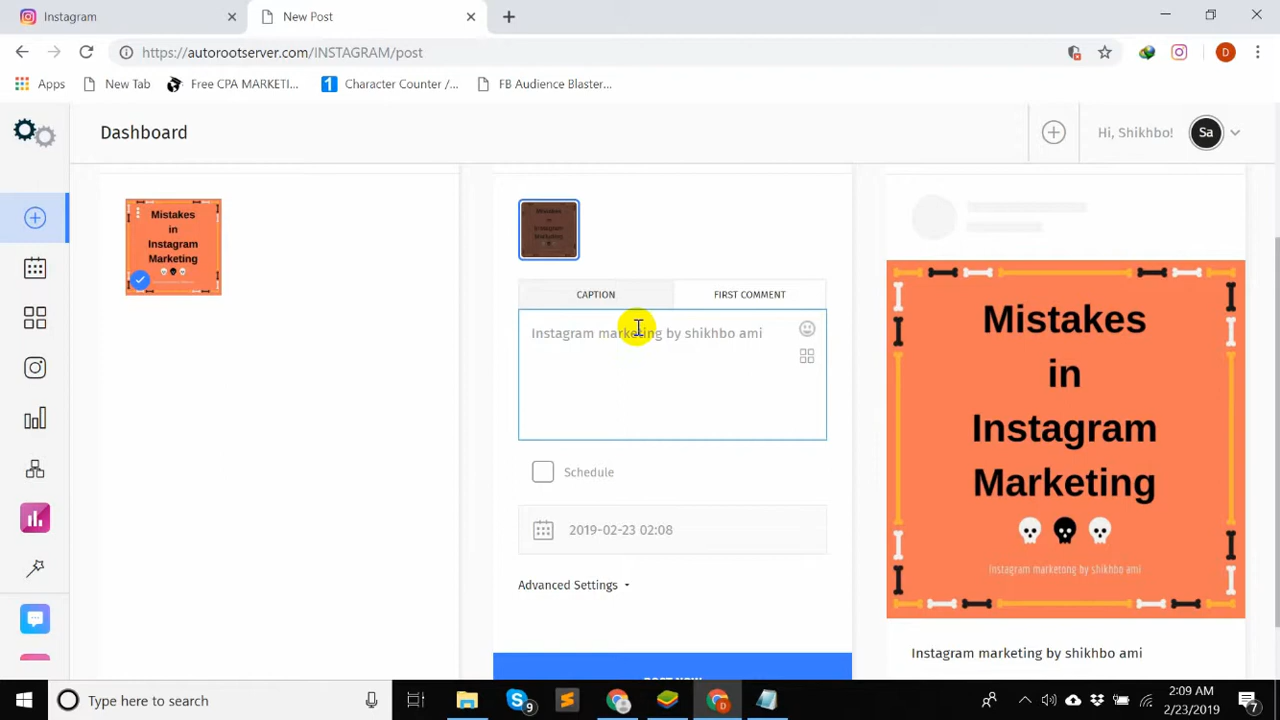 Instagram
New Post
https://autorootserver.com/INSTAGRAM/post
D
Apps
New Tab
Free CPA MARKETI...
Character Counter /...
FB Audience Blaster...
Dashboard
Hi, Shikhbo!
Sa
Mistakes
in
Instagram
Marketing
CAPTION
FIRST COMMENT
Instagram marketing by shikhbo ami
Schedule
2019-02-23 02:08
Advanced Settings
Mistakes
in
Instagram
Marketing
Instagram marketong by shikhbo ami
Instagram marketing by shikhbo ami
Type here to search
9
D
2:09 AM
2/23/2019
7